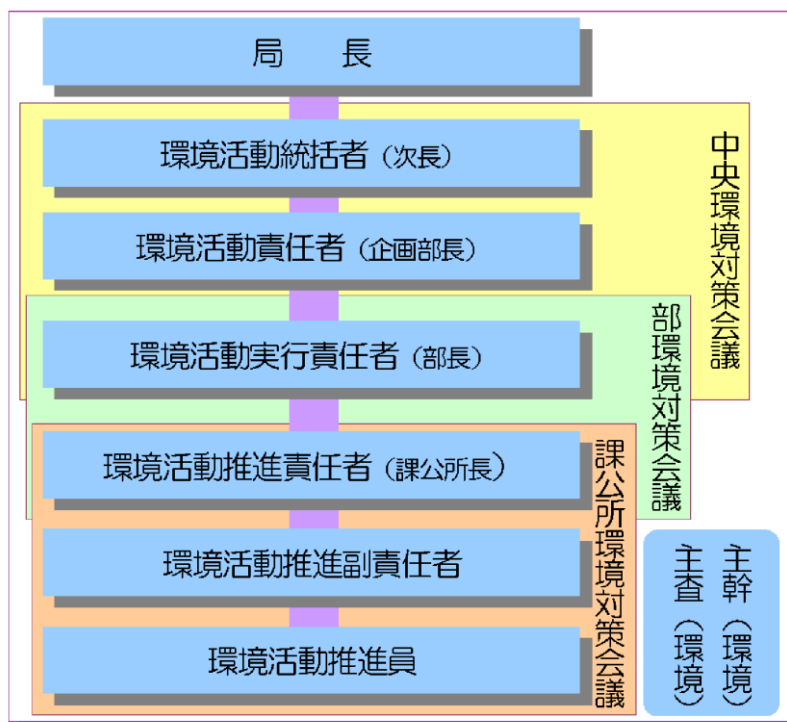 局　長
環境活動統括者（次長）
環境活動責任者（企画部長）
環境活動実行責任者（部長）
環境活動推進責任者（課公所長）
環境活動推進副責任者
環境活動推進員
中央環境対策会議
部環境対策会議
課公所環境対策会議
主幹（環境）
主査（環境）